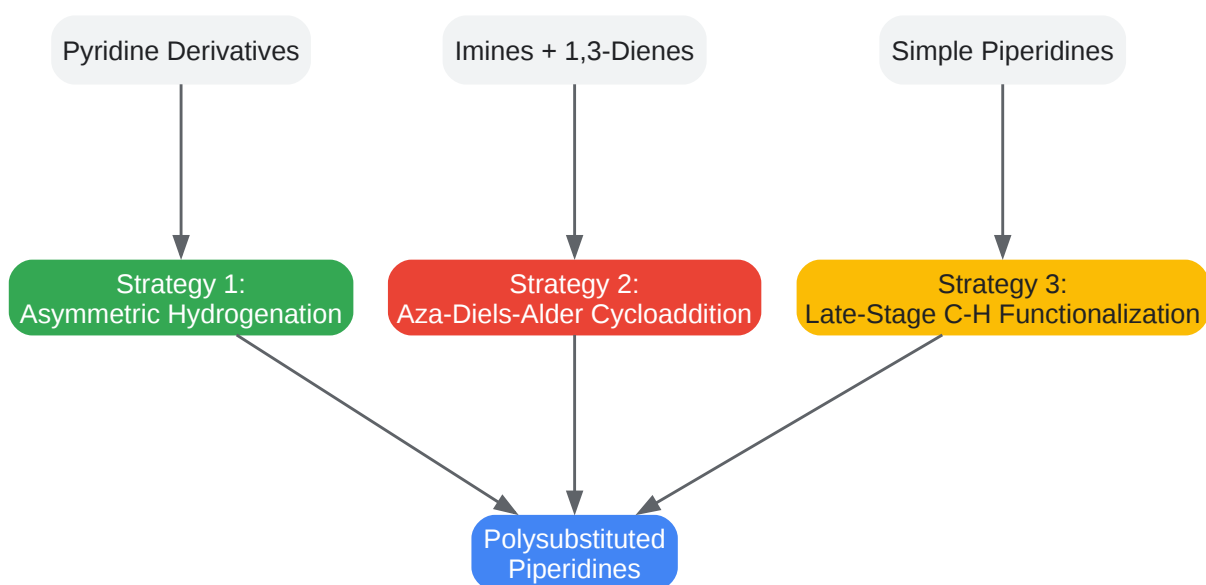 Pyridine Derivatives
Imines + 1,3-Dienes
Simple Piperidines
Strategy 1:
Asymmetric Hydrogenation
Strategy 2:
Aza-Diels-Alder Cycloaddition
Strategy 3:
Late-Stage C-H Functionalization
Polysubstituted
Piperidines